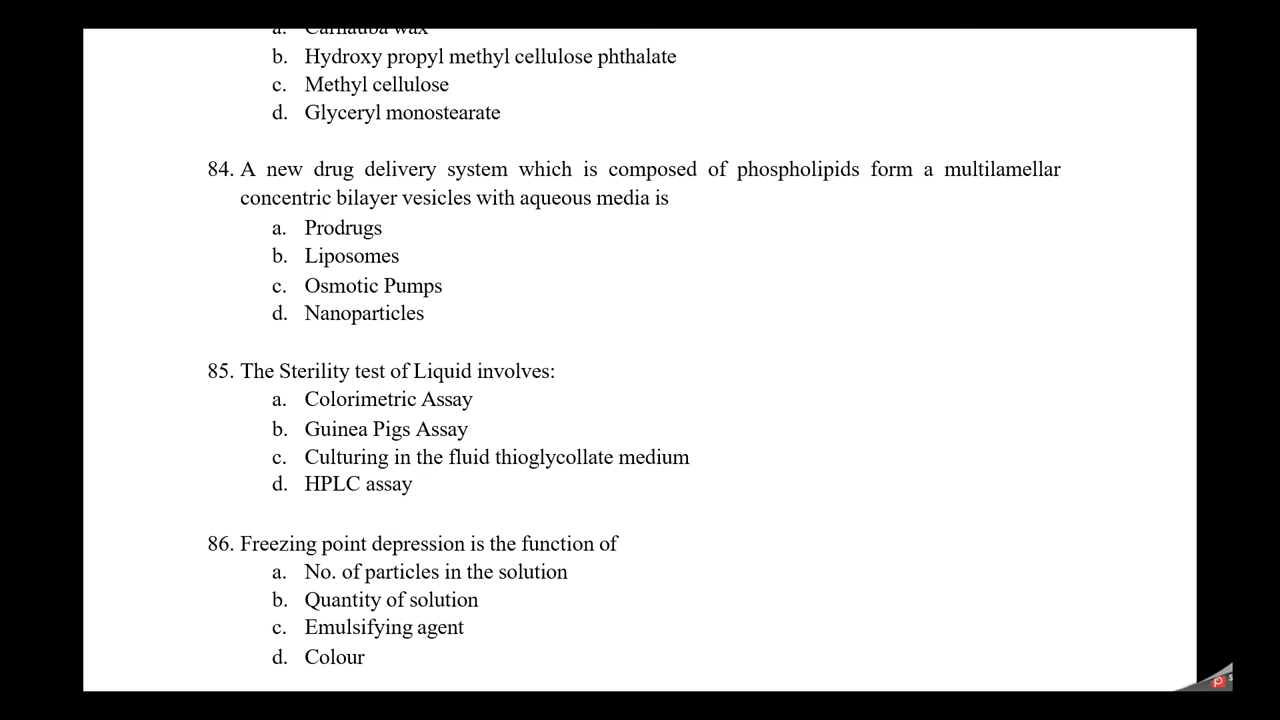 a. Carnauba wax
b. Hydroxy propyl methyl cellulose phthalate
c. Methyl cellulose
d. Glyceryl monostearate
84. A new drug delivery system which is composed of phospholipids form a multilamellar
concentric bilayer vesicles with aqueous media is
a. Prodrugs
b. Liposomes
c. Osmotic Pumps
d. Nanoparticles
85. The Sterility test of Liquid involves:
a. Colorimetric Assay
b. Guinea Pigs Assay
c. Culturing in the fluid thioglycollate medium
d. HPLC assay
86. Freezing point depression is the function of
a. No. of particles in the solution
b. Quantity of solution
c. Emulsifying agent
d. Colour